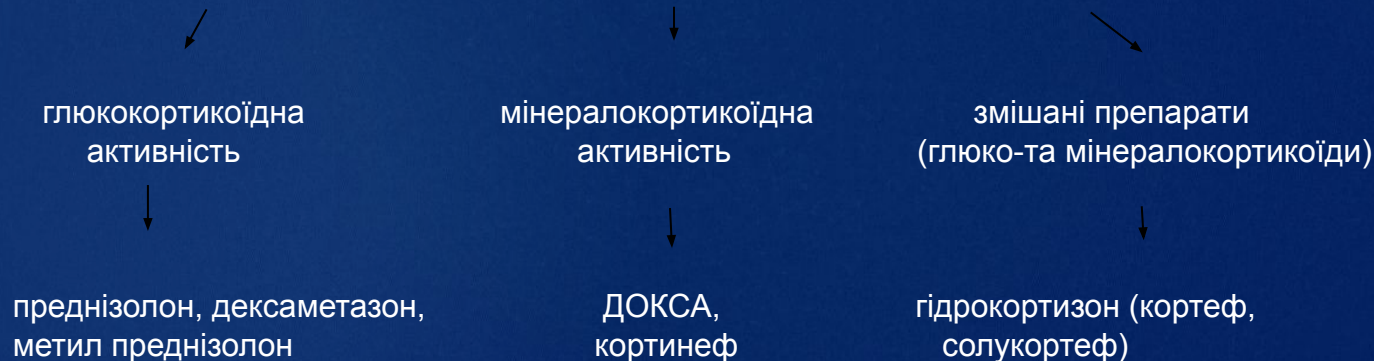 глюкокортикоїдна
активність
мінералокортикоїдна
активність
змішані препарати
(глюко-та мінералокортикоїди)
преднізолон, дексаметазон,
метил преднізолон
ДОКСА,
кортинеф
гідрокортизон (кортеф,
солукортеф)